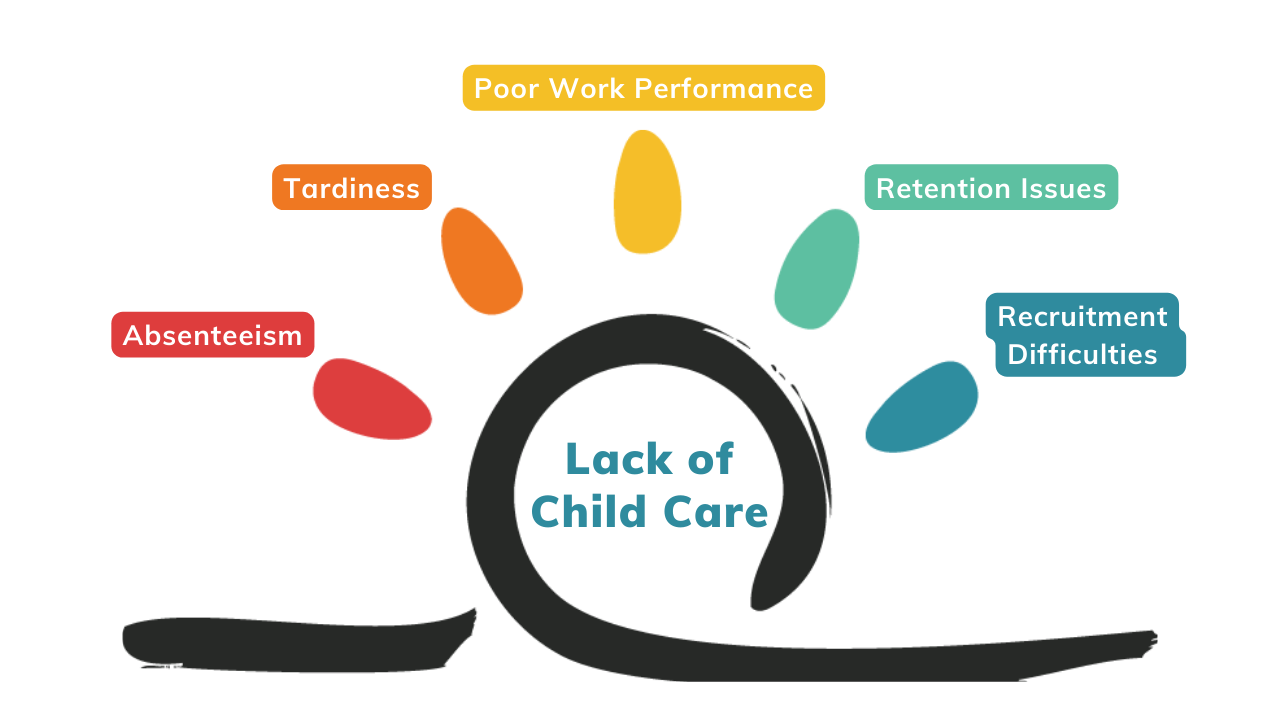 Poor Work Performance
Tardiness
Retention Issues
Absenteeism
Recruitment
Difficulties
Lack of
Child Care